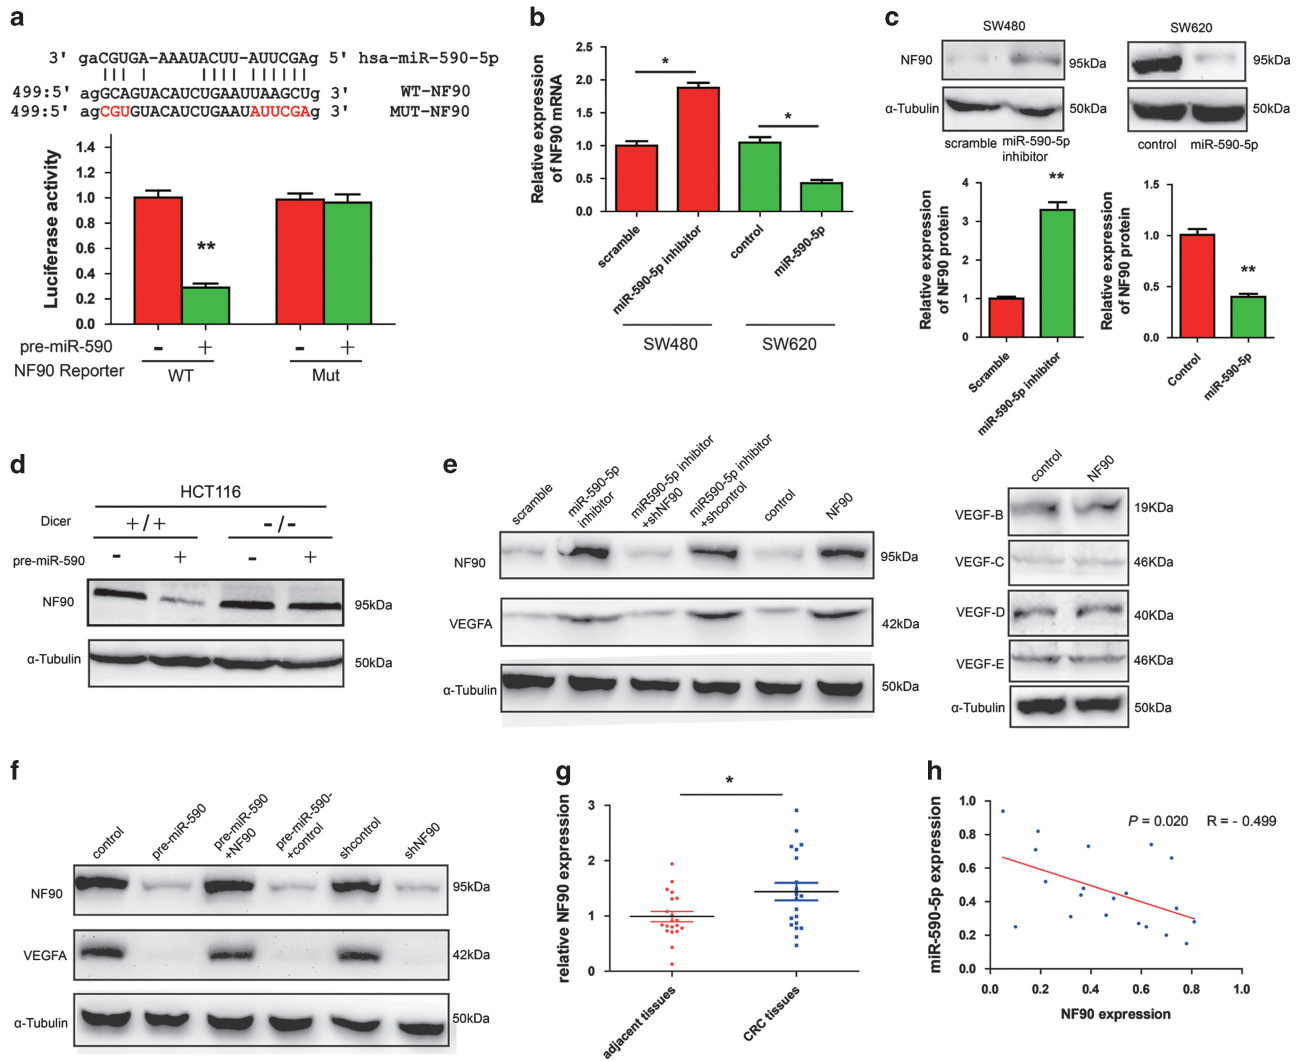 a
3' gaCGUGA-AAAUACUU-AUUCGAg 5' hsa-miR-590-5p
499:5' agGCAGUACAUCUGAAUUAAGCUg 3' WT-NF90
499:5' agCGUGUACAUCUGAAUAUUCGAg 3' MUT-NF90
Luciferase activity
1.4
1.2
1.0
0.8
0.6
0.4
0.2
0.0
**
pre-miR-590 - + - +
NF90 Reporter WT Mut
b
Relative expression
of NF90 mRNA
2.5
2.0
1.5
1.0
0.5
0.0
* *
scramble miR-590-5p inhibitor control miR-590-5p
SW480 SW620
c
SW480 SW620
NF90 95kDa 95kDa
α-Tubulin 50kDa 50kDa
scramble miR-590-5p
inhibitor
control miR-590-5p
Relative expression
of NF90 protein
4
3
2
1
0
**
Scramble miR-590-5p inhibitor
Relative expression
of NF90 protein
1.5
1.0
0.5
0.0
**
Control miR-590-5p
d
HCT116
Dicer +/+ -/-
pre-miR-590 - + - +
NF90 95kDa
α-Tubulin 50kDa
e
scramble
miR-590-5p
inhibitor
miR590-5p inhibitor
+shNF90
miR590-5p inhibitor
+shcontrol
control
NF90
NF90 95kDa
VEGFA 42kDa
α-Tubulin 50kDa
control NF90
VEGF-B 19KDa
VEGF-C 46KDa
VEGF-D 40KDa
VEGF-E 46KDa
α-Tubulin 50kDa
f
control
pre-miR-590
pre-miR-590
+NF90
pre-miR-590-
+control
shcontrol
shNF90
NF90 95kDa
VEGFA 42kDa
α-Tubulin 50kDa
g
relative NF90 expression
3
2
1
0
*
adjacent tissues CRC tissues
h
miR-590-5p expression
1.0
0.8
0.6
0.4
0.2
0.0
P = 0.020 R = - 0.499
0.0 0.2 0.4 0.6 0.8 1.0
NF90 expression